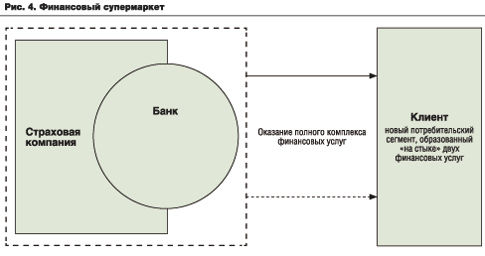 Рис. 4. Финансовый супермаркет
Банк
Страховая
компания
Оказание полного комплекса
финансовых услуг
Клиент
новый потребительский
сегмент, образованный
«на стыке» двух
финансовых услуг